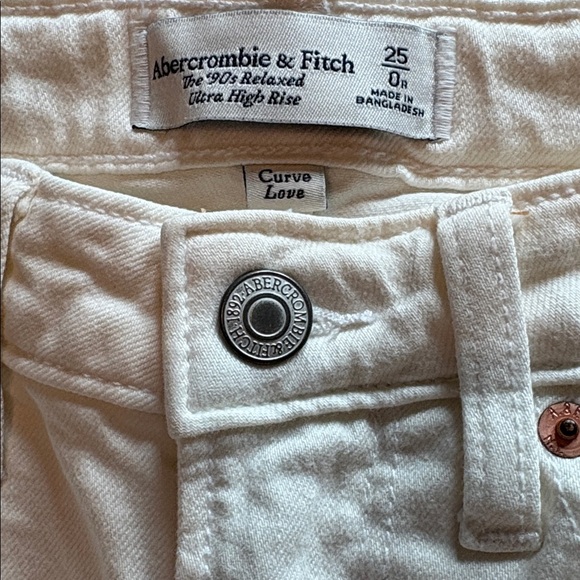 Abercrombie & Fitch
The '90s Relaxed
Ultra High Rise
25
0R
MADE IN
BANGLADESH
Curve
Love
ABERCROMBIE & FITCH 1892